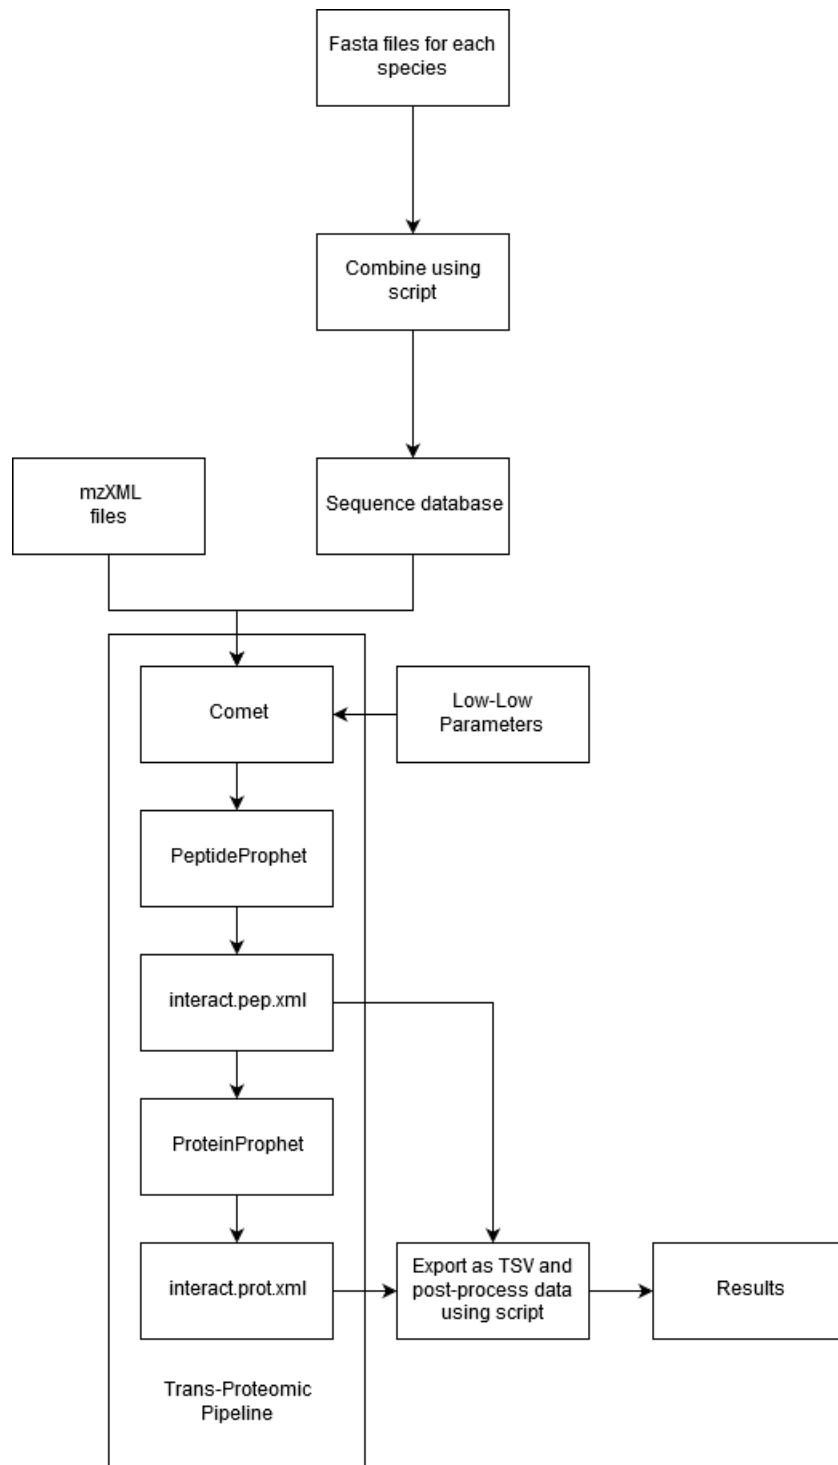 Fasta files for each
species
Combine using
script
mzXML
files
Sequence database
Comet
Low-Low
Parameters
PeptideProphet
interact.pep.xml
ProteinProphet
interact.prot.xml
Export as TSV and
post-process data
using script
Results
Trans-Proteomic
Pipeline